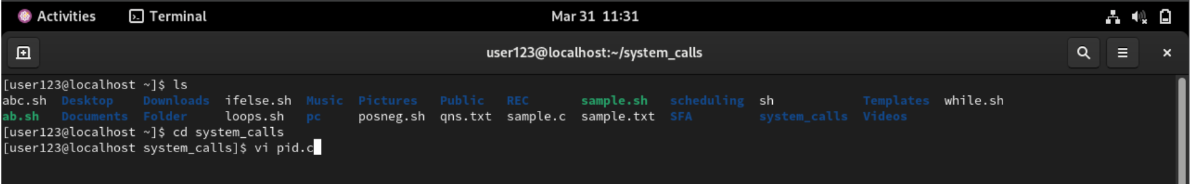 Activities Terminal Mar 31 11:31
user123@localhost:~/system_calls
[user123@localhost ~]$ ls
abc.sh Desktop Downloads ifelse.sh Music Pictures Public REC sample.sh scheduling sh Templates while.sh
ab.sh Documents Folder loops.sh pc posneg.sh qns.txt sample.c sample.txt SFA system_calls Videos
[user123@localhost ~]$ cd system_calls
[user123@localhost system_calls]$ vi pid.c